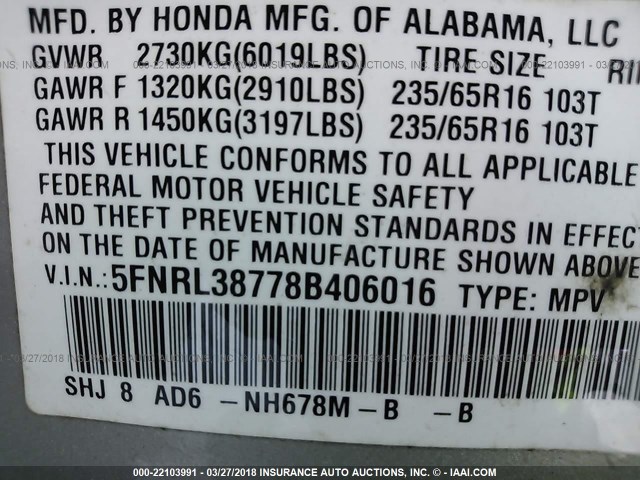 MFD. BY HONDA MFG. OF ALABAMA, LLC
GVWR 2730KG(6019LBS) TIRE SIZE
GAWR F 1320KG(2910LBS) 235/65R16 103T
GAWR R 1450KG(3197LBS) 235/65R16 103T
THIS VEHICLE CONFORMS TO ALL APPLICABLE
FEDERAL MOTOR VEHICLE SAFETY
AND THEFT PREVENTION STANDARDS IN EFFEC
ON THE DATE OF MANUFACTURE SHOWN ABOVE
V.I.N.: 5FNRL38778B406016 TYPE: MPV
SHJ 8 AD6 -NH678M-B -B
000-22103991 - 03/27/2018 INSURANCE AUTO AUCTIONS, INC. - © - IAAI.COM